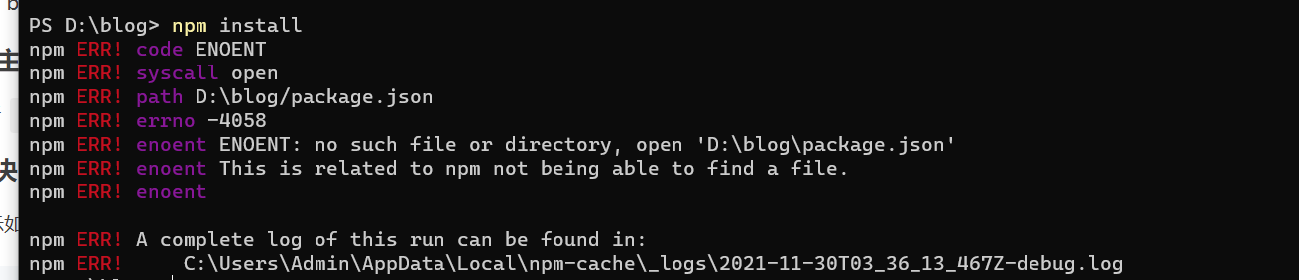 b
PS D:\blog> npm install
npm ERR! code ENOENT
主
npm ERR! syscall open
npm ERR! path D:\blog/package.json
npm ERR! errno -4058
npm ERR! enoent ENOENT: no such file or directory, open 'D:\blog\package.json'
npm ERR! enoent This is related to npm not being able to find a file.
npm ERR! enoent

npm ERR! A complete log of this run can be found in:
npm ERR!     C:\Users\Admin\AppData\Local\npm-cache\_logs\2021-11-30T03_36_13_467Z-debug.log